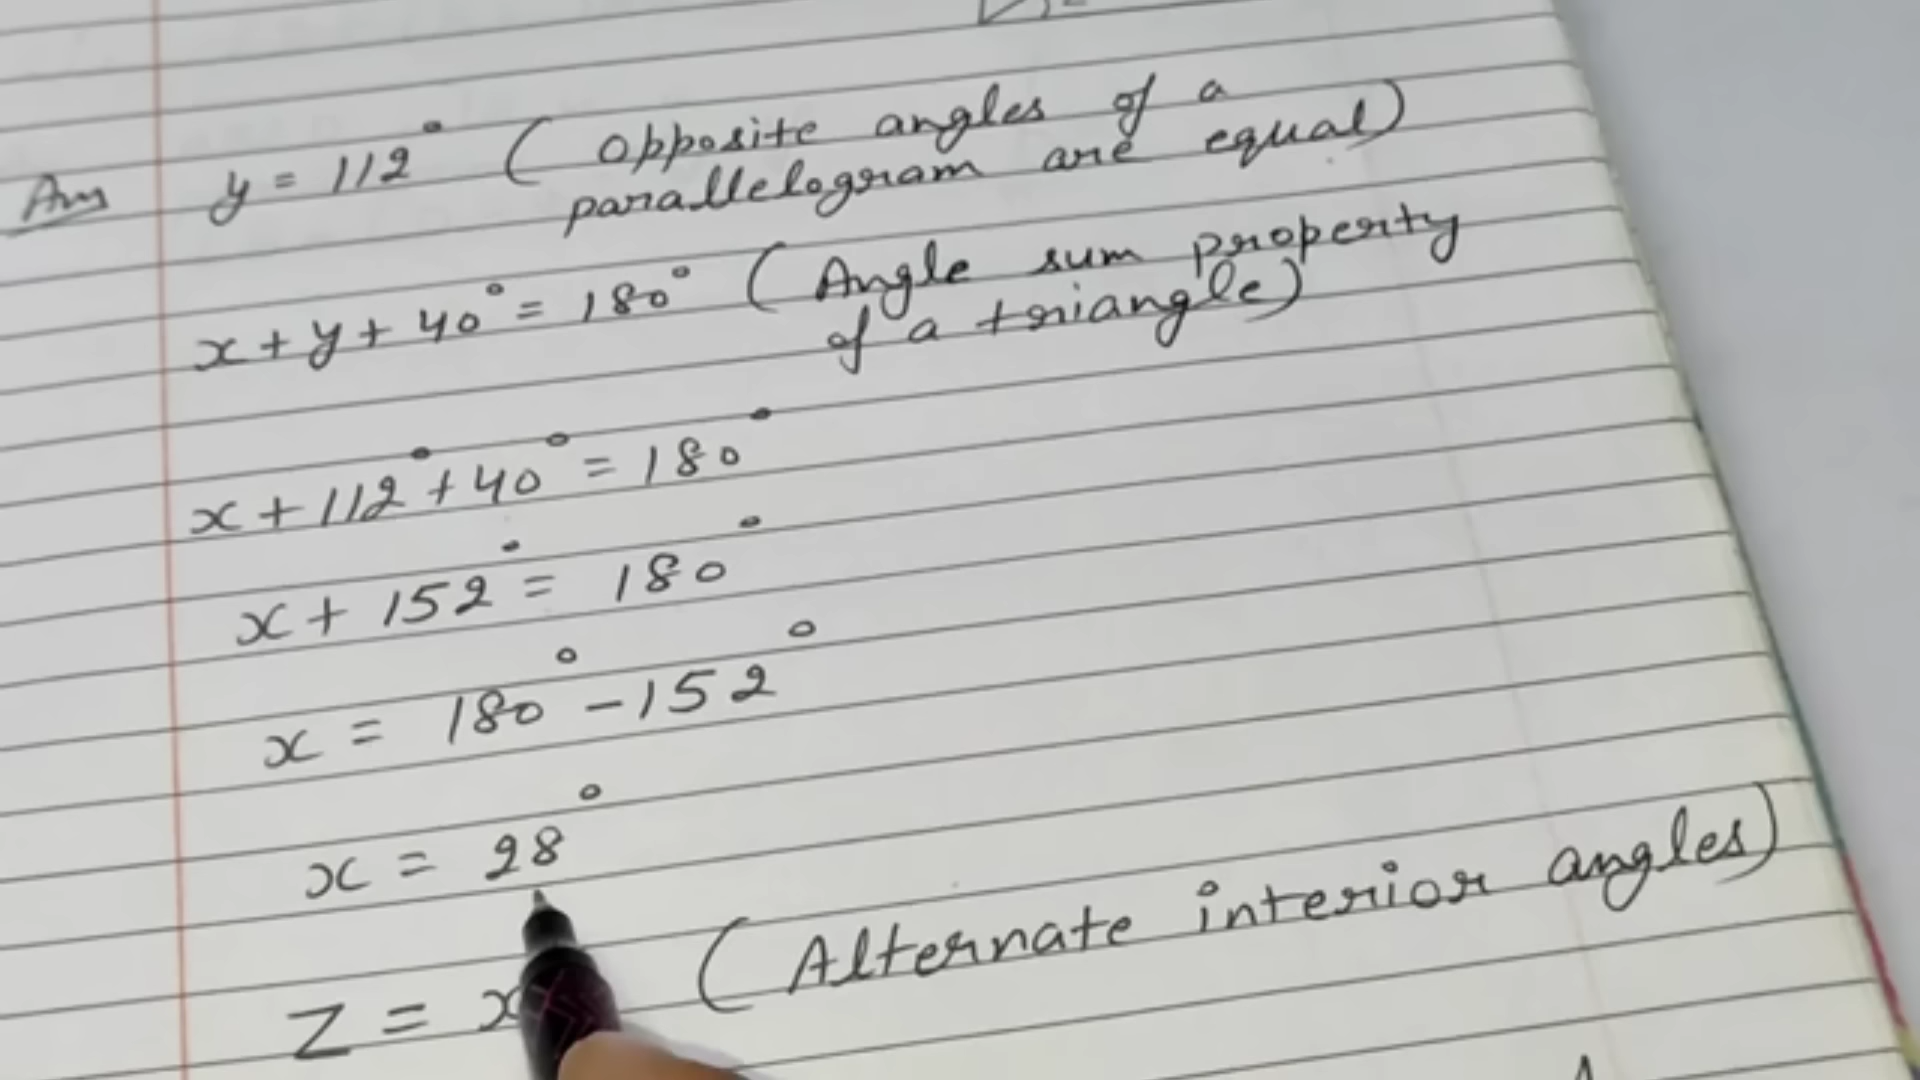 Ans y = 112° ( Opposite angles of a
parallelogram are equal)
x + y + 40° = 180° ( Angle sum property
of a triangle)
x + 112° + 40° = 180°
x + 152° = 180°
x = 180° - 152°
x = 28°
Z = x ( Alternate interior angles)